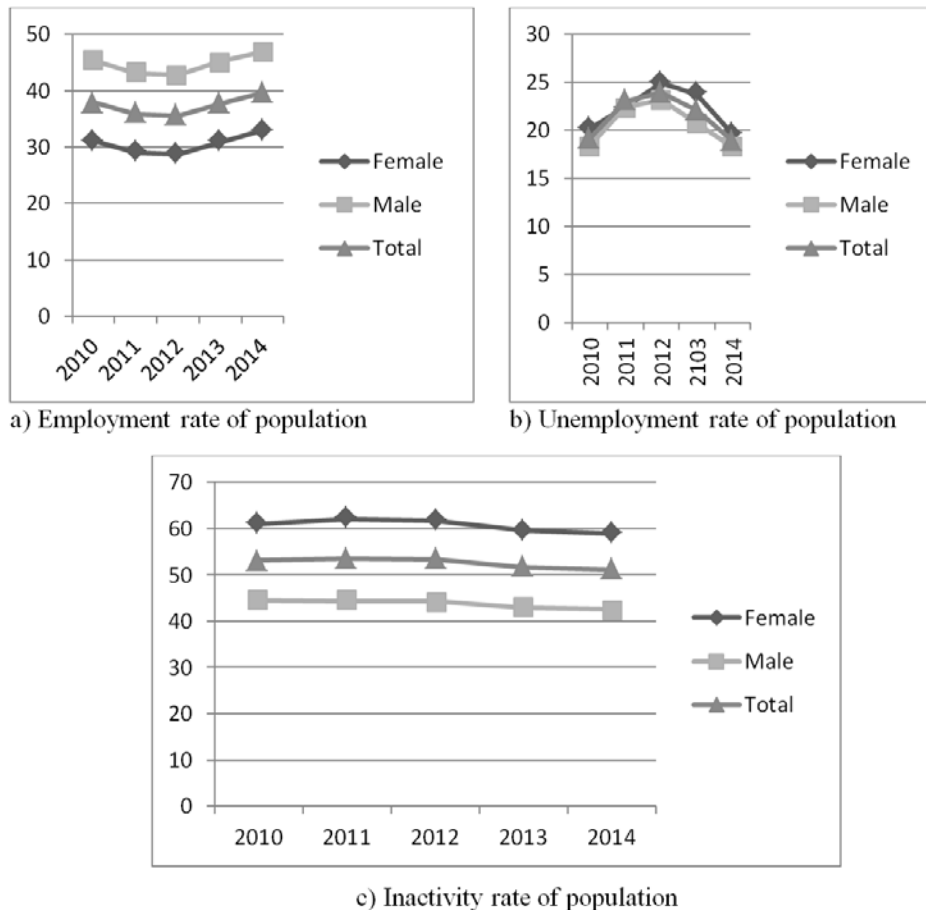 50
40
30
20
10
0
2010
2011
2012
2013
2014
Female
Male
Total
a) Employment rate of population
30
25
20
15
10
5
0
2010
2011
2012
2103
2014
Female
Male
Total
b) Unemployment rate of population
70
60
50
40
30
20
10
0
2010 2011 2012 2013 2014
Female
Male
Total
c) Inactivity rate of population